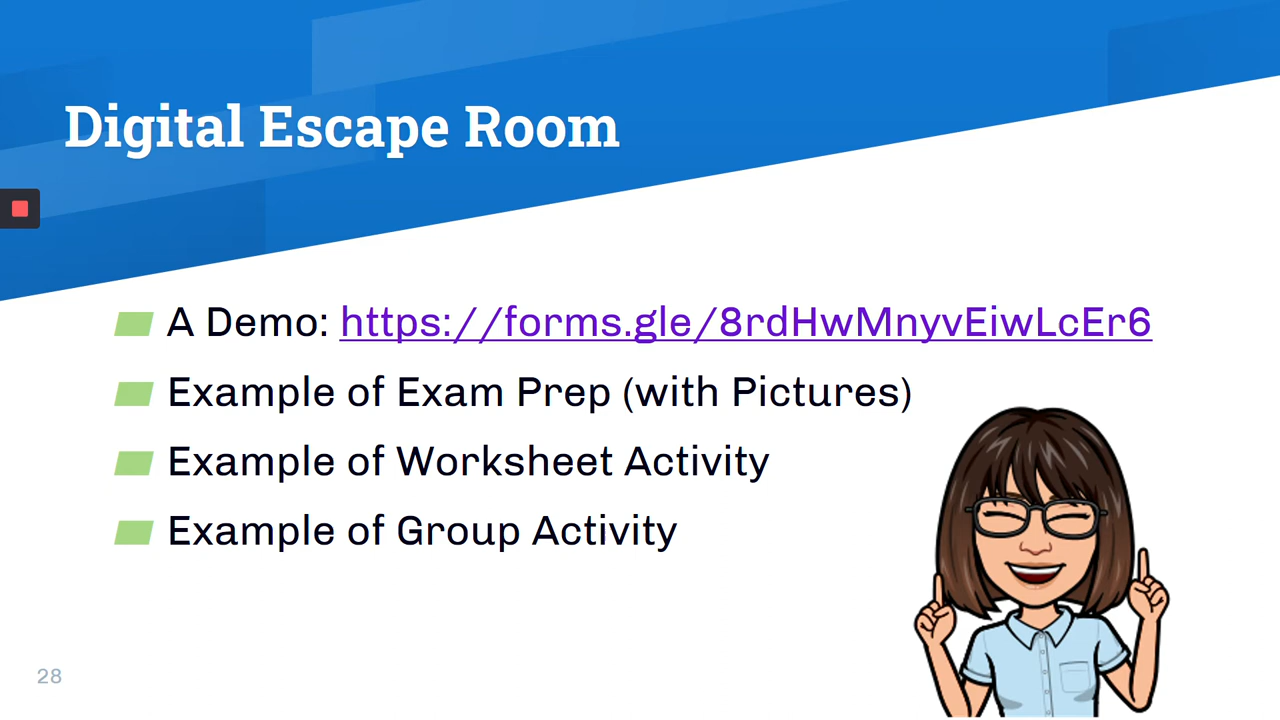 Digital Escape Room
A Demo: https://forms.gle/8rdHwMnyvEiwLcEr6
Example of Exam Prep (with Pictures)
Example of Worksheet Activity
Example of Group Activity
28